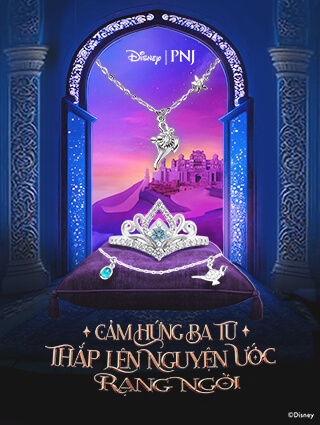 Disney | PNJ
CẢM HỨNG BA TƯ
THẮP LÊN NGUYỆN ƯỚC
RẠNG NGỜI
©Disney